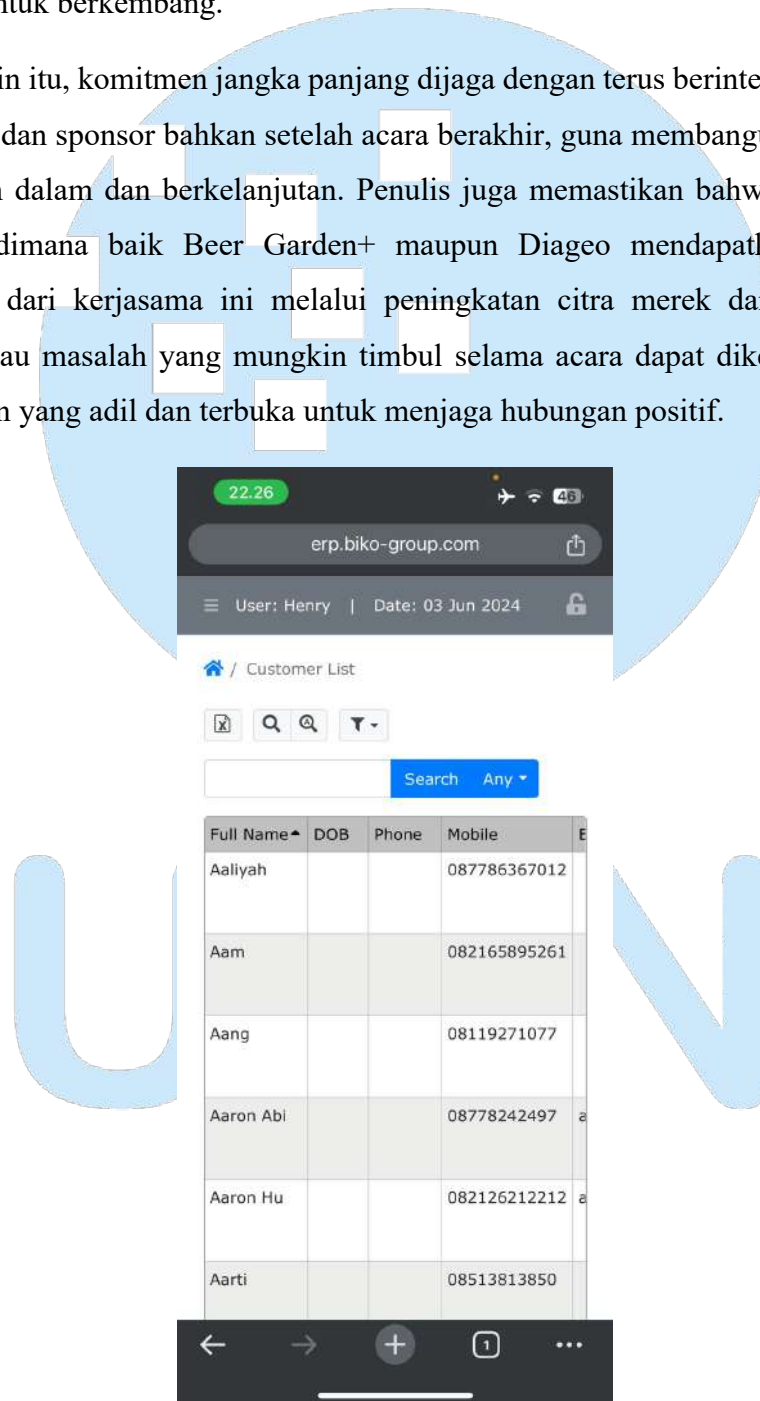 ntuk berkembang.
in itu, komitmen jangka panjang dijaga dengan terus berinte
dan sponsor bahkan setelah acara berakhir, guna membangu
dalam dan berkelanjutan. Penulis juga memastikan bahw
dimana baik Beer Garden+ maupun Diageo mendapatk
dari kerjasama ini melalui peningkatan citra merek da
au masalah yang mungkin timbul selama acara dapat dik
n yang adil dan terbuka untuk menjaga hubungan positif.
22.26 46
erp.biko-group.com
User: Henry | Date: 03 Jun 2024
/ Customer List
Search Any
Full Name DOB Phone Mobile E
Aaliyah 087786367012
Aam 082165895261
Aang 08119271077
Aaron Abi 08778242497 a
Aaron Hu 082126212212 a
Aarti 08513813850
1
U N